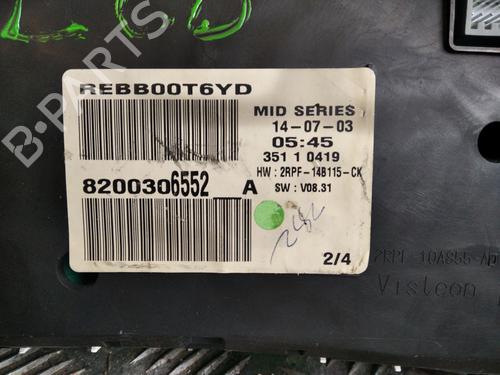 B-PARTS
REBB00T6YD
MID SERIES
14-07-03
05:45
351 1 0419
HW : 2RPF-14B115-CK
SW : V08.31
8200306552__A
2/4
Visteon